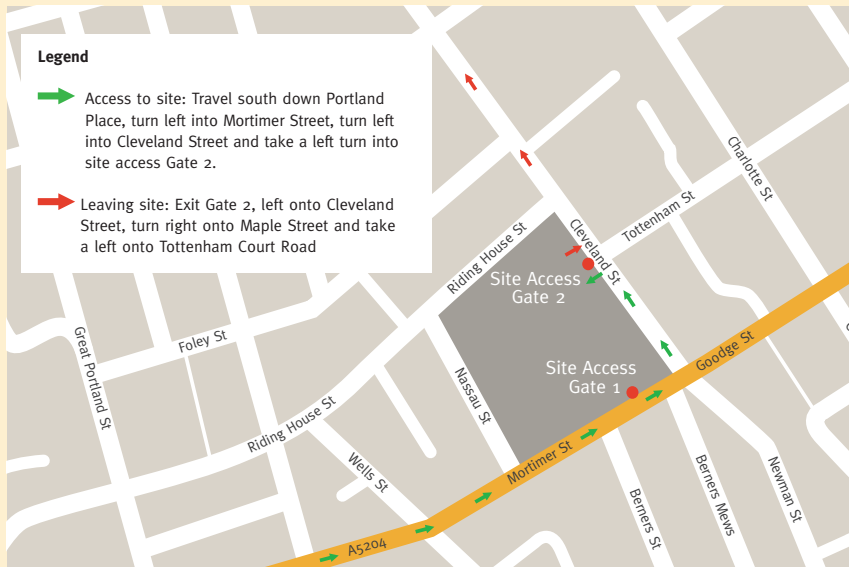 Legend
Access to site: Travel south down Portland
Place, turn left into Mortimer Street, turn left
into Cleveland Street and take a left turn into
site access Gate 2.
Leaving site: Exit Gate 2, left onto Cleveland
Street, turn right onto Maple Street and take
a left onto Tottenham Court Road
Charlotte St
Tottenham St
Cleveland St
Riding House St
Site Access
Gate 2
Great Portland St
Foley St
Goodge St
Site Access
Gate 1
Nassau St
Riding House St
Wells St
Mortimer St
Berners Mews
Newman St
Berners St
A5204